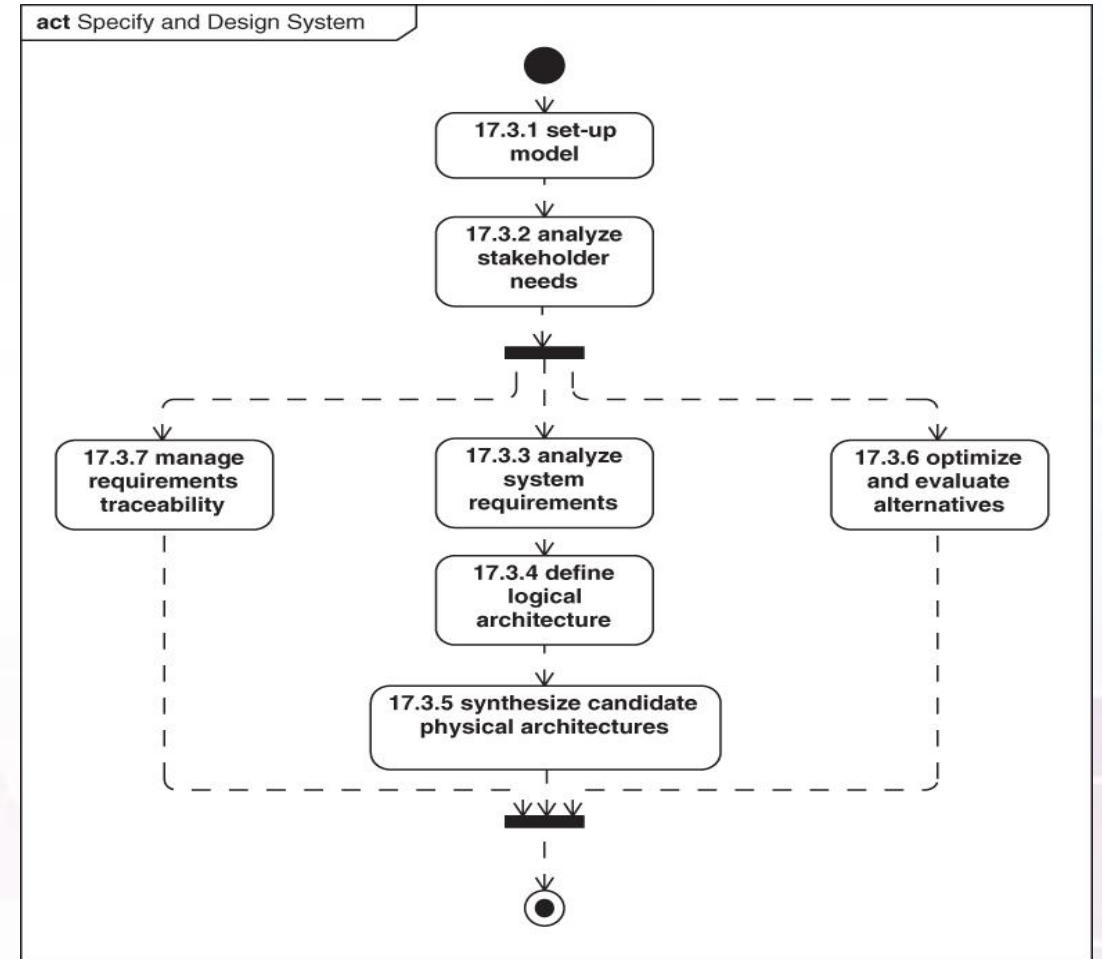 act Specify and Design System
17.3.1 set-up
model
17.3.2 analyze
stakeholder
needs
17.3.7 manage
requirements
traceability
17.3.3 analyze
system
requirements
17.3.6 optimize
and evaluate
alternatives
17.3.4 define
logical
architecture
17.3.5 synthesize candidate
physical architectures